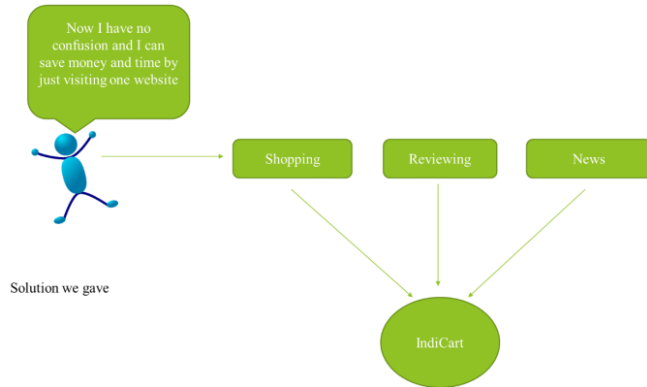 Now I have no
confusion and I can
save money and time by
just visiting one website
Shopping
Reviewing
News
Solution we gave
IndiCart